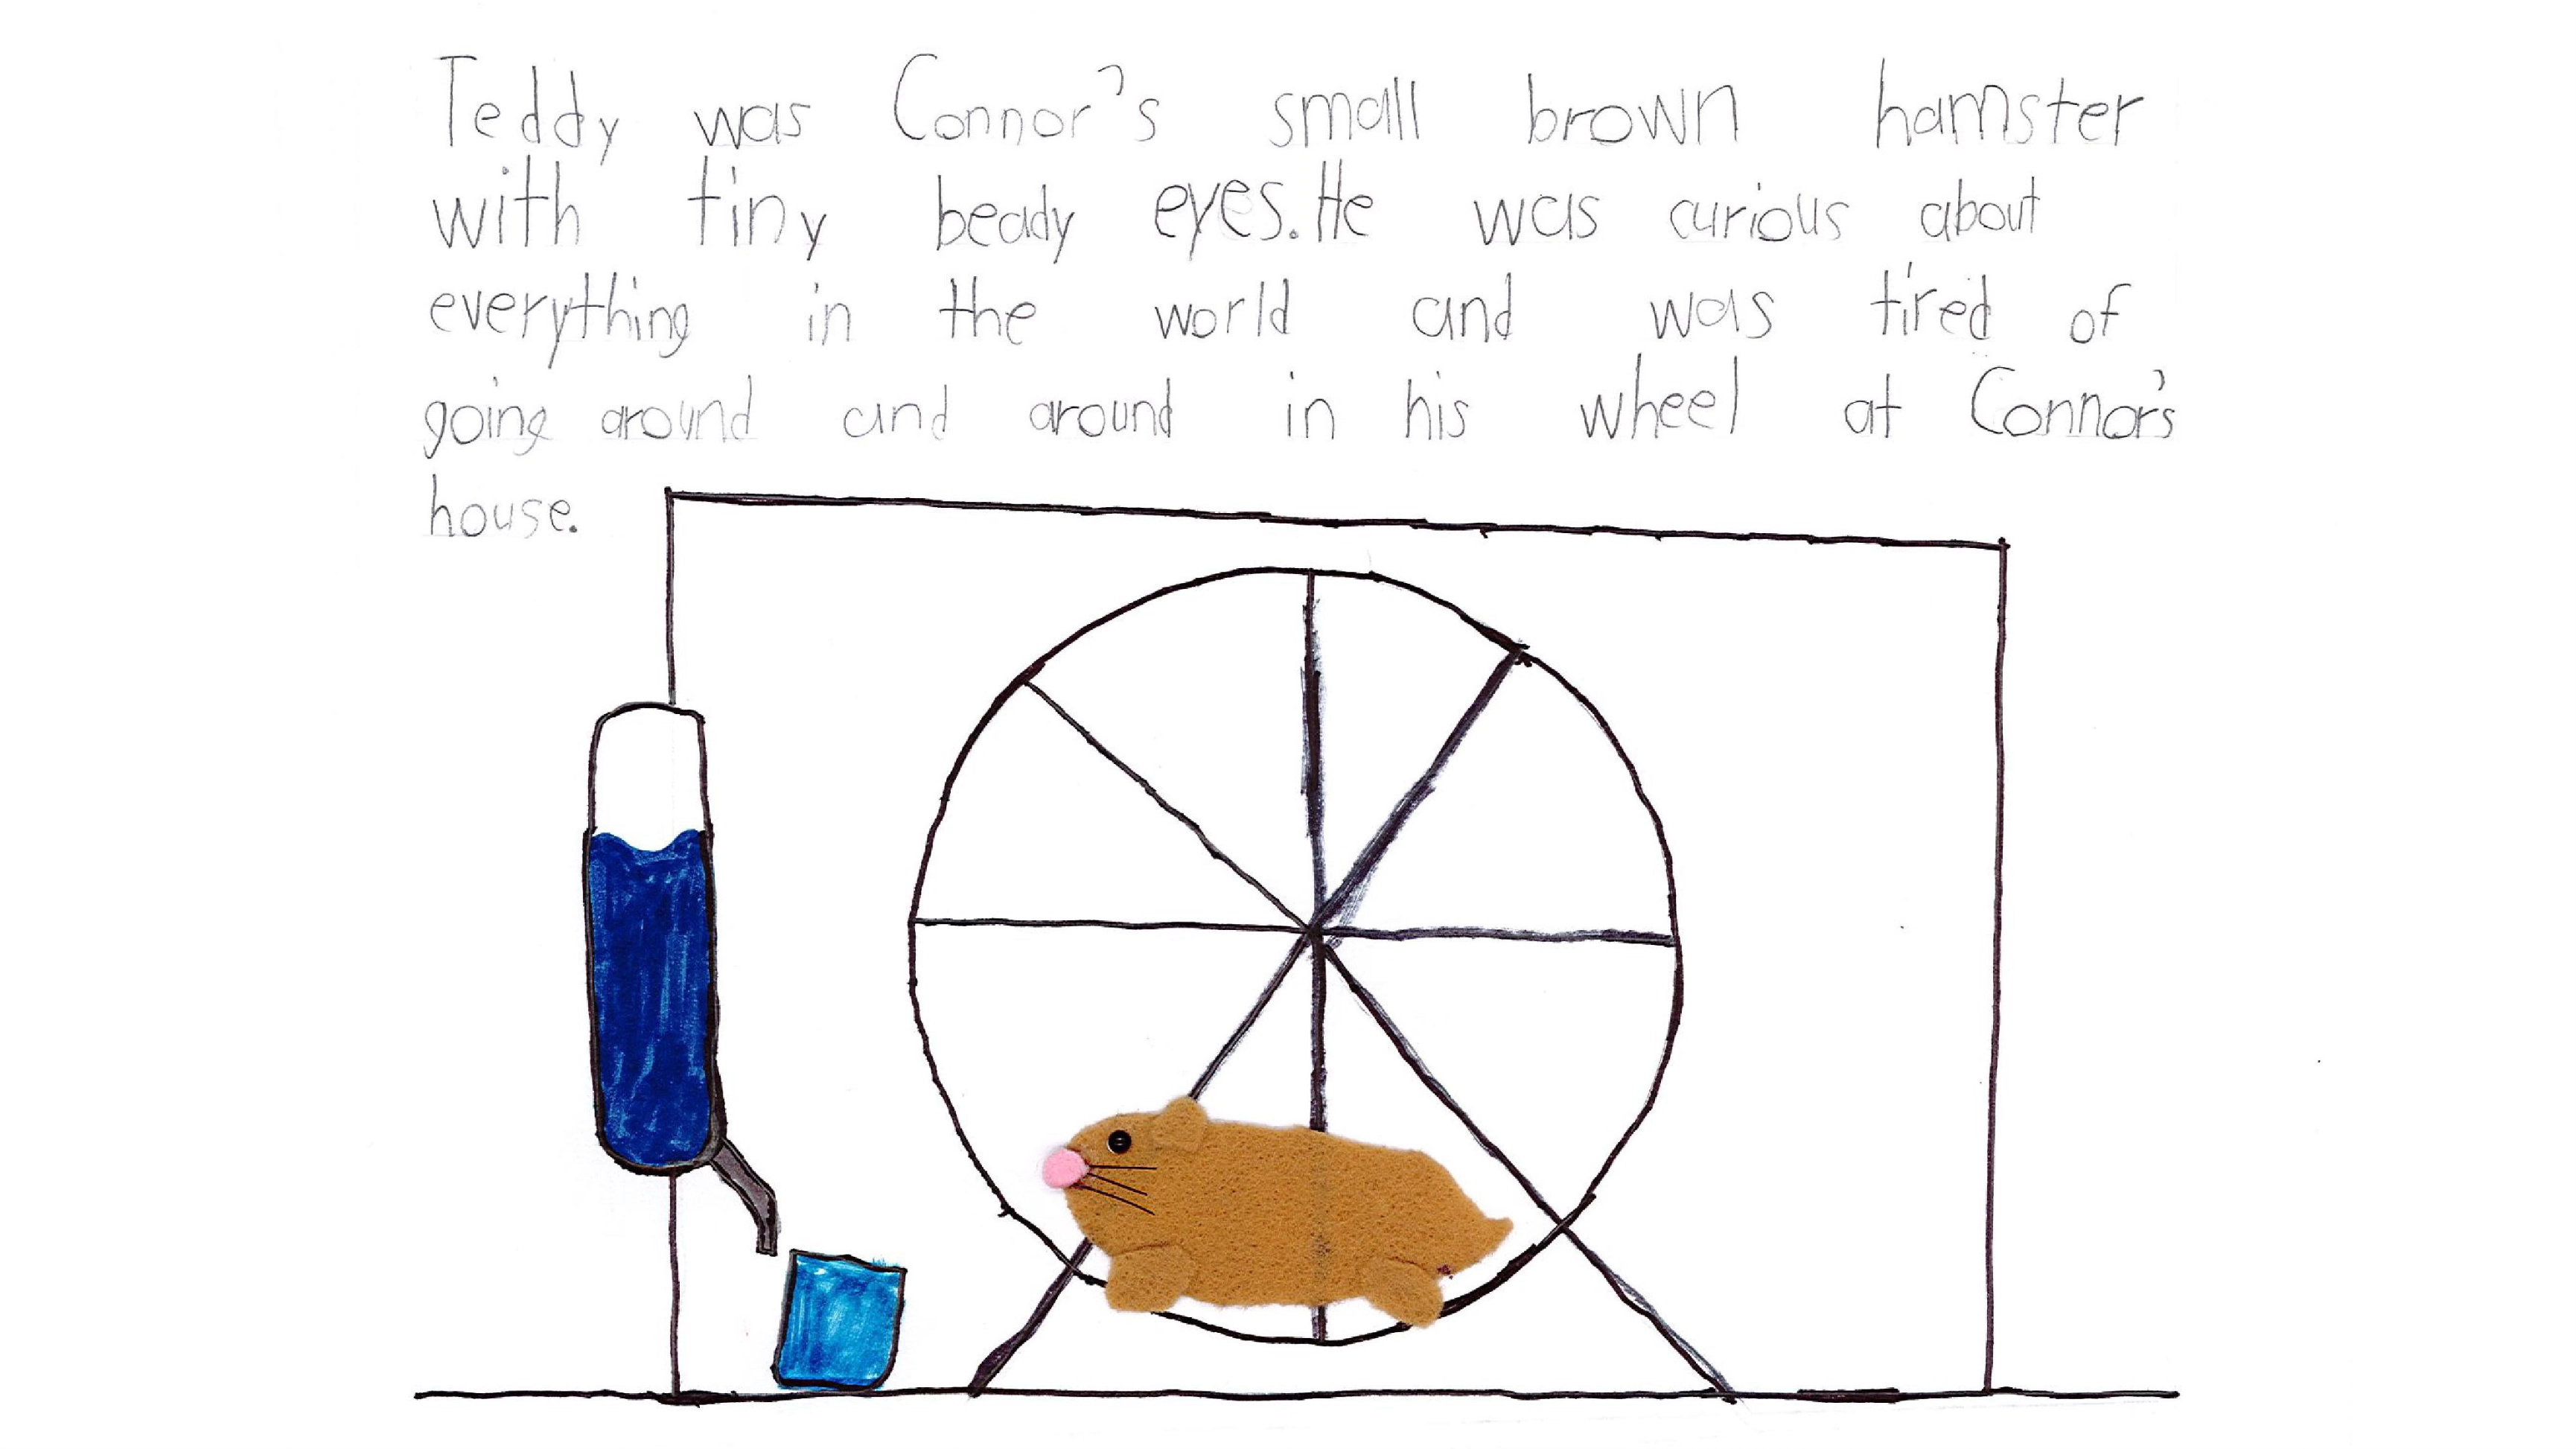 Teddy was Connor's small brown hamster
with tiny beady eyes. He was curious about
everything in the world and was tired of
going around and around in his wheel at Connor's
house.